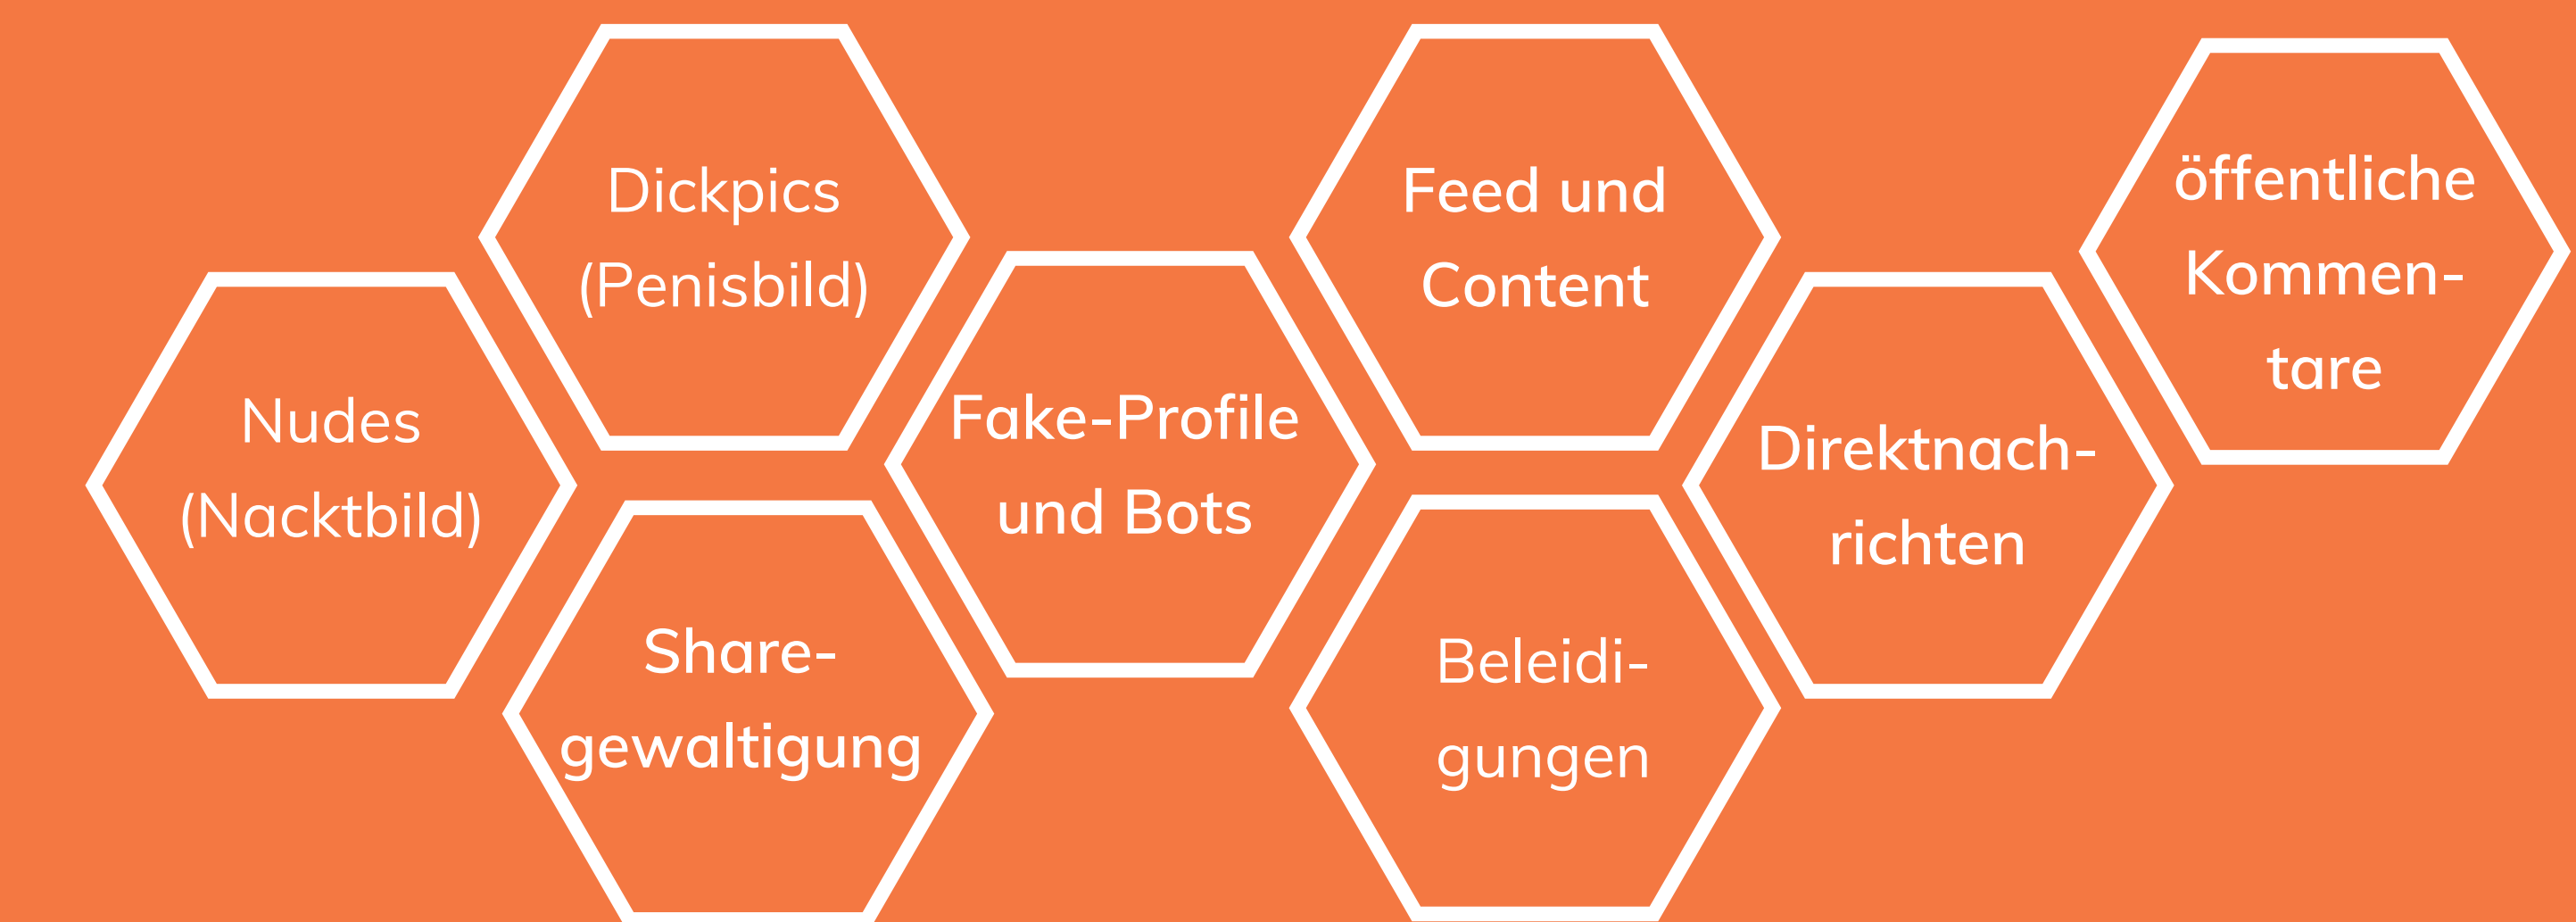 Nudes
(Nacktbild)
Dickpics
(Penisbild)
Share-
gewaltigung
Fake-Profile
und Bots
Feed und
Content
Beleidi-
gungen
Direktnach-
richten
öffentliche
Kommen-
tare